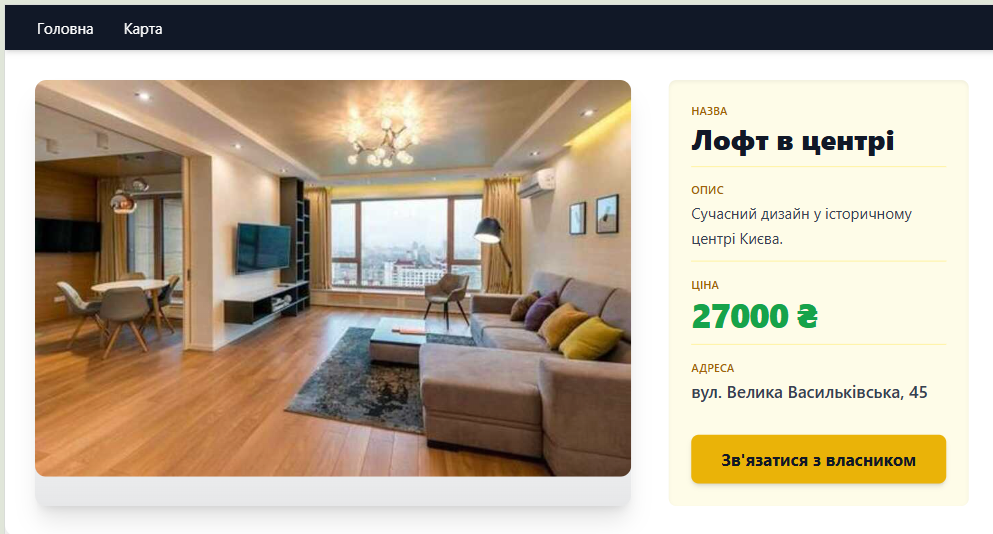 Головна Карта
НАЗВА
Лофт в центрі
ОПИС
Сучасний дизайн у історичному
центрі Києва.
ЦІНА
27000 ₴
АДРЕСА
вул. Велика Васильківська, 45
Зв'язатися з власником